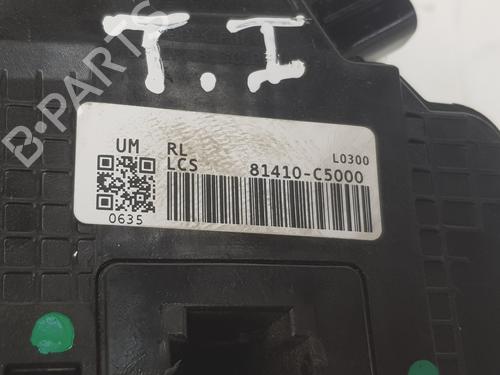 T.I
B-PARTS
UM RL L0300
LCS 81410-C5000
0635